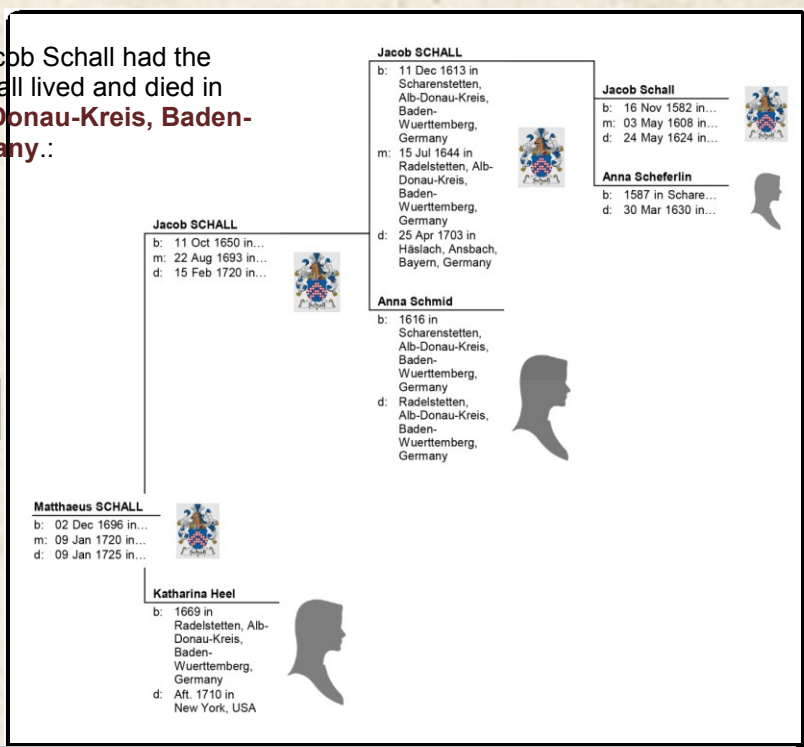 cob Schall had the
all lived and died in
Donau-Kreis, Baden-
any.:
Jacob SCHALL
b: 11 Dec 1613 in
Scharenstetten,
Alb-Donau-Kreis,
Baden-
Wuerttemberg,
Germany
m: 15 Jul 1644 in
Radelstetten, Alb-
Donau-Kreis,
Baden-
Wuerttemberg,
Germany
d: 25 Apr 1703 in
Häslach, Ansbach,
Bayern, Germany
Schall
Jacob Schall
b: 16 Nov 1582 in...
m: 03 May 1608 in...
d: 24 May 1624 in...
Schall
Anna Scheferlin
b: 1587 in Schare...
d: 30 Mar 1630 in...
Jacob SCHALL
b: 11 Oct 1650 in...
m: 22 Aug 1693 in...
d: 15 Feb 1720 in...
Schall
Anna Schmid
b: 1616 in
Scharenstetten,
Alb-Donau-Kreis,
Baden-
Wuerttemberg,
Germany
d: Radelstetten,
Alb-Donau-Kreis,
Baden-
Wuerttemberg,
Germany
Matthaeus SCHALL
b: 02 Dec 1696 in...
m: 09 Jan 1720 in...
d: 09 Jan 1725 in...
Schall
Katharina Heel
b: 1669 in
Radelstetten, Alb-
Donau-Kreis,
Baden-
Wuerttemberg,
Germany
d: Aft. 1710 in
New York, USA